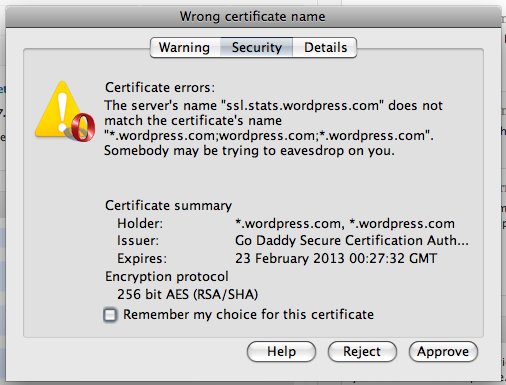 Wrong certificate name
Warning Security Details
Certificate errors:
The server's name "ssl.stats.wordpress.com" does not
match the certificate's name
"*.wordpress.com;wordpress.com;*.wordpress.com".
Somebody may be trying to eavesdrop on you.
Certificate summary
Holder: *.wordpress.com, *.wordpress.com
Issuer: Go Daddy Secure Certification Auth...
Expires: 23 February 2013 00:27:32 GMT
Encryption protocol
256 bit AES (RSA/SHA)
Remember my choice for this certificate
Help Reject Approve